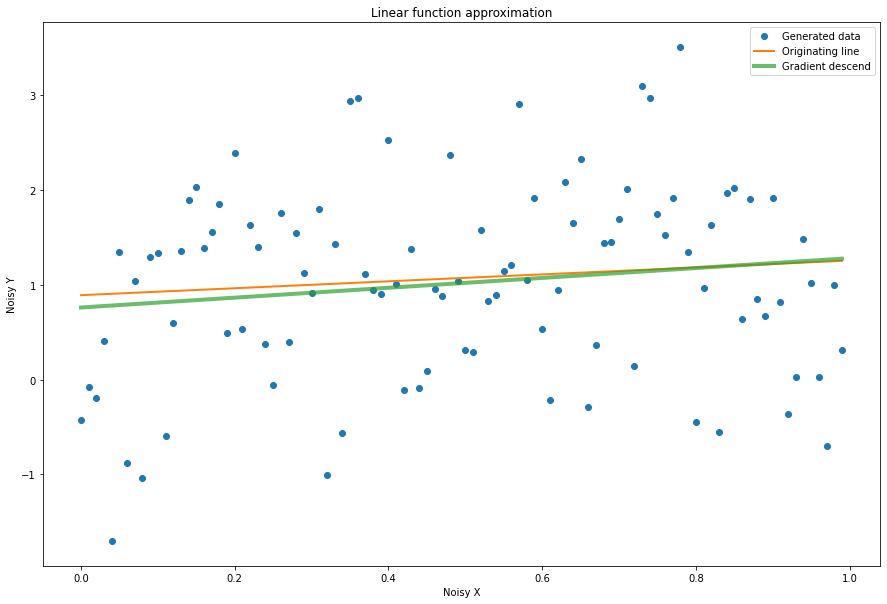 Linear function approximation
Generated data
Originating line
Gradient descend
Noisy Y
3
2
1
0
−1
0.0 0.2 0.4 0.6 0.8 1.0
Noisy X